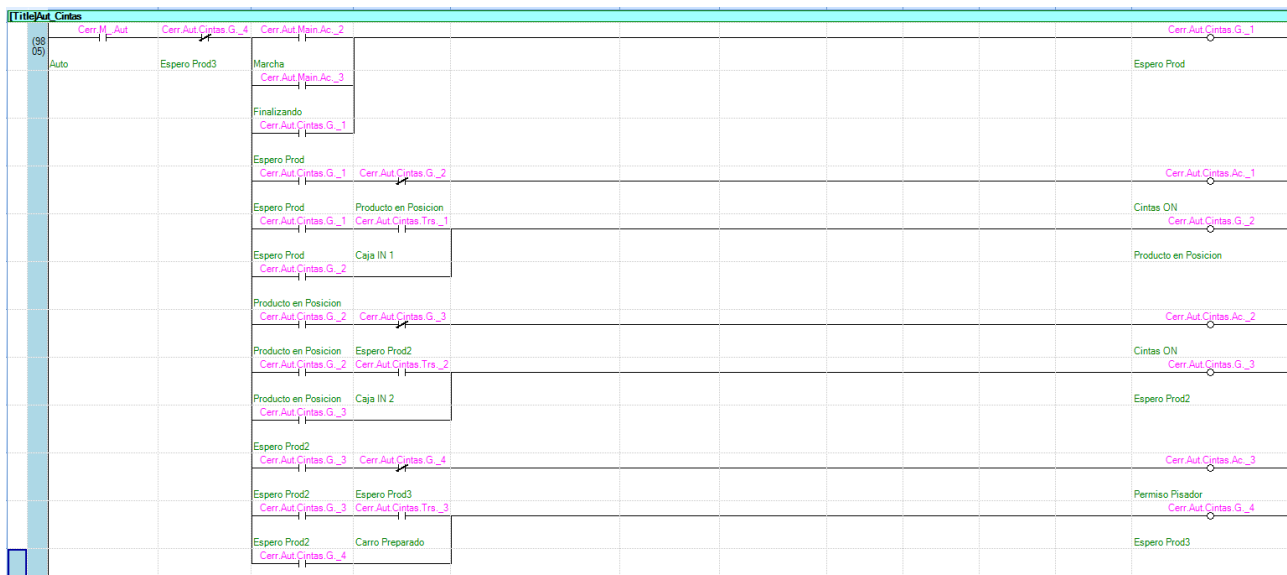 [Title]Aut_Cintas
Cerr.M_.Aut Cerr.Aut.Cintas.G._4 Cerr.Aut.Main.Ac._2 Cerr.Aut.Cintas.G._1
(98
05)
Auto Espero Prod3 Marcha Espero Prod
Cerr.Aut.Main.Ac._3
Finalizando
Cerr.Aut.Cintas.G._1
Espero Prod
Cerr.Aut.Cintas.G._1 Cerr.Aut.Cintas.G._2 Cerr.Aut.Cintas.Ac._1
Espero Prod Producto en Posicion Cintas ON
Cerr.Aut.Cintas.G._1 Cerr.Aut.Cintas.Trs._1 Cerr.Aut.Cintas.G._2
Espero Prod Caja IN 1 Producto en Posicion
Cerr.Aut.Cintas.G._2
Producto en Posicion
Cerr.Aut.Cintas.G._2 Cerr.Aut.Cintas.G._3 Cerr.Aut.Cintas.Ac._2
Producto en Posicion Espero Prod2 Cintas ON
Cerr.Aut.Cintas.G._2 Cerr.Aut.Cintas.Trs._2 Cerr.Aut.Cintas.G._3
Producto en Posicion Caja IN 2 Espero Prod2
Cerr.Aut.Cintas.G._3
Espero Prod2
Cerr.Aut.Cintas.G._3 Cerr.Aut.Cintas.G._4 Cerr.Aut.Cintas.Ac._3
Espero Prod2 Espero Prod3 Permiso Pisador
Cerr.Aut.Cintas.G._3 Cerr.Aut.Cintas.Trs._3 Cerr.Aut.Cintas.G._4
Espero Prod2 Carro Preparado Espero Prod3
Cerr.Aut.Cintas.G._4